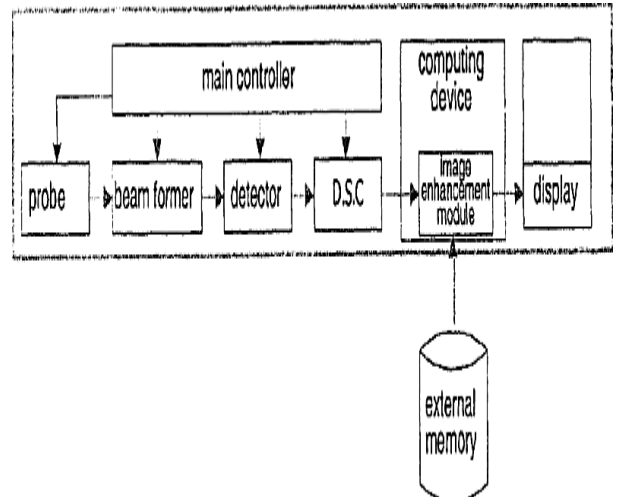 main controller
computing
device
probe
beam former
detector
D.S.C
Image
enhancement
module
display
external
memory